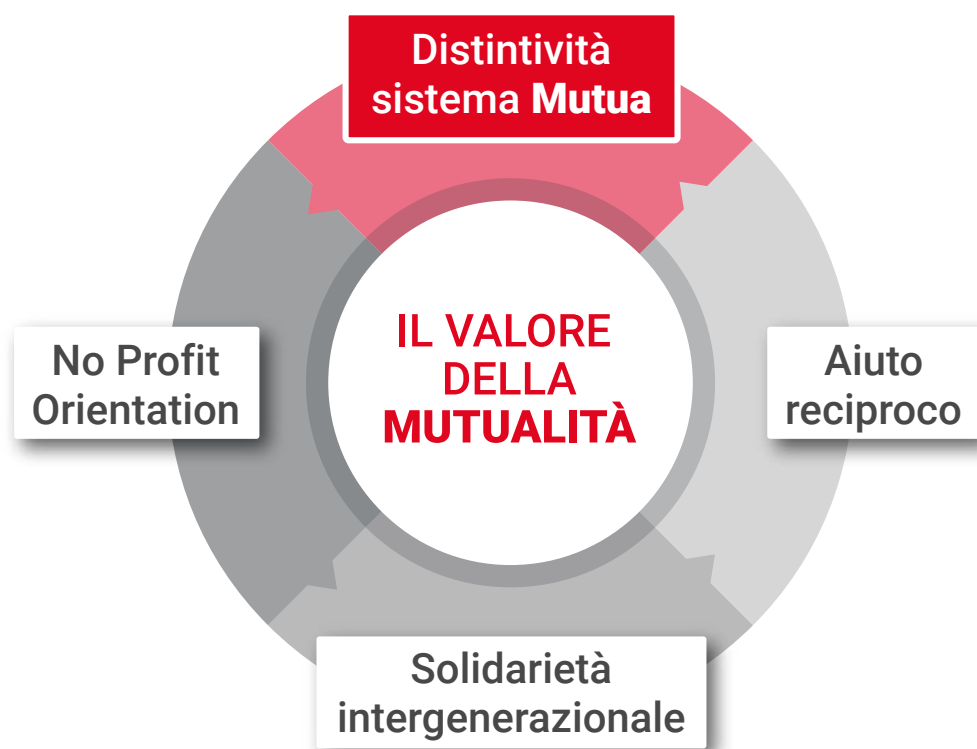 Distintività
sistema Mutua
IL VALORE
DELLA
MUTUALITÀ
No Profit
Orientation
Aiuto
reciproco
Solidarietà
intergenerazionale